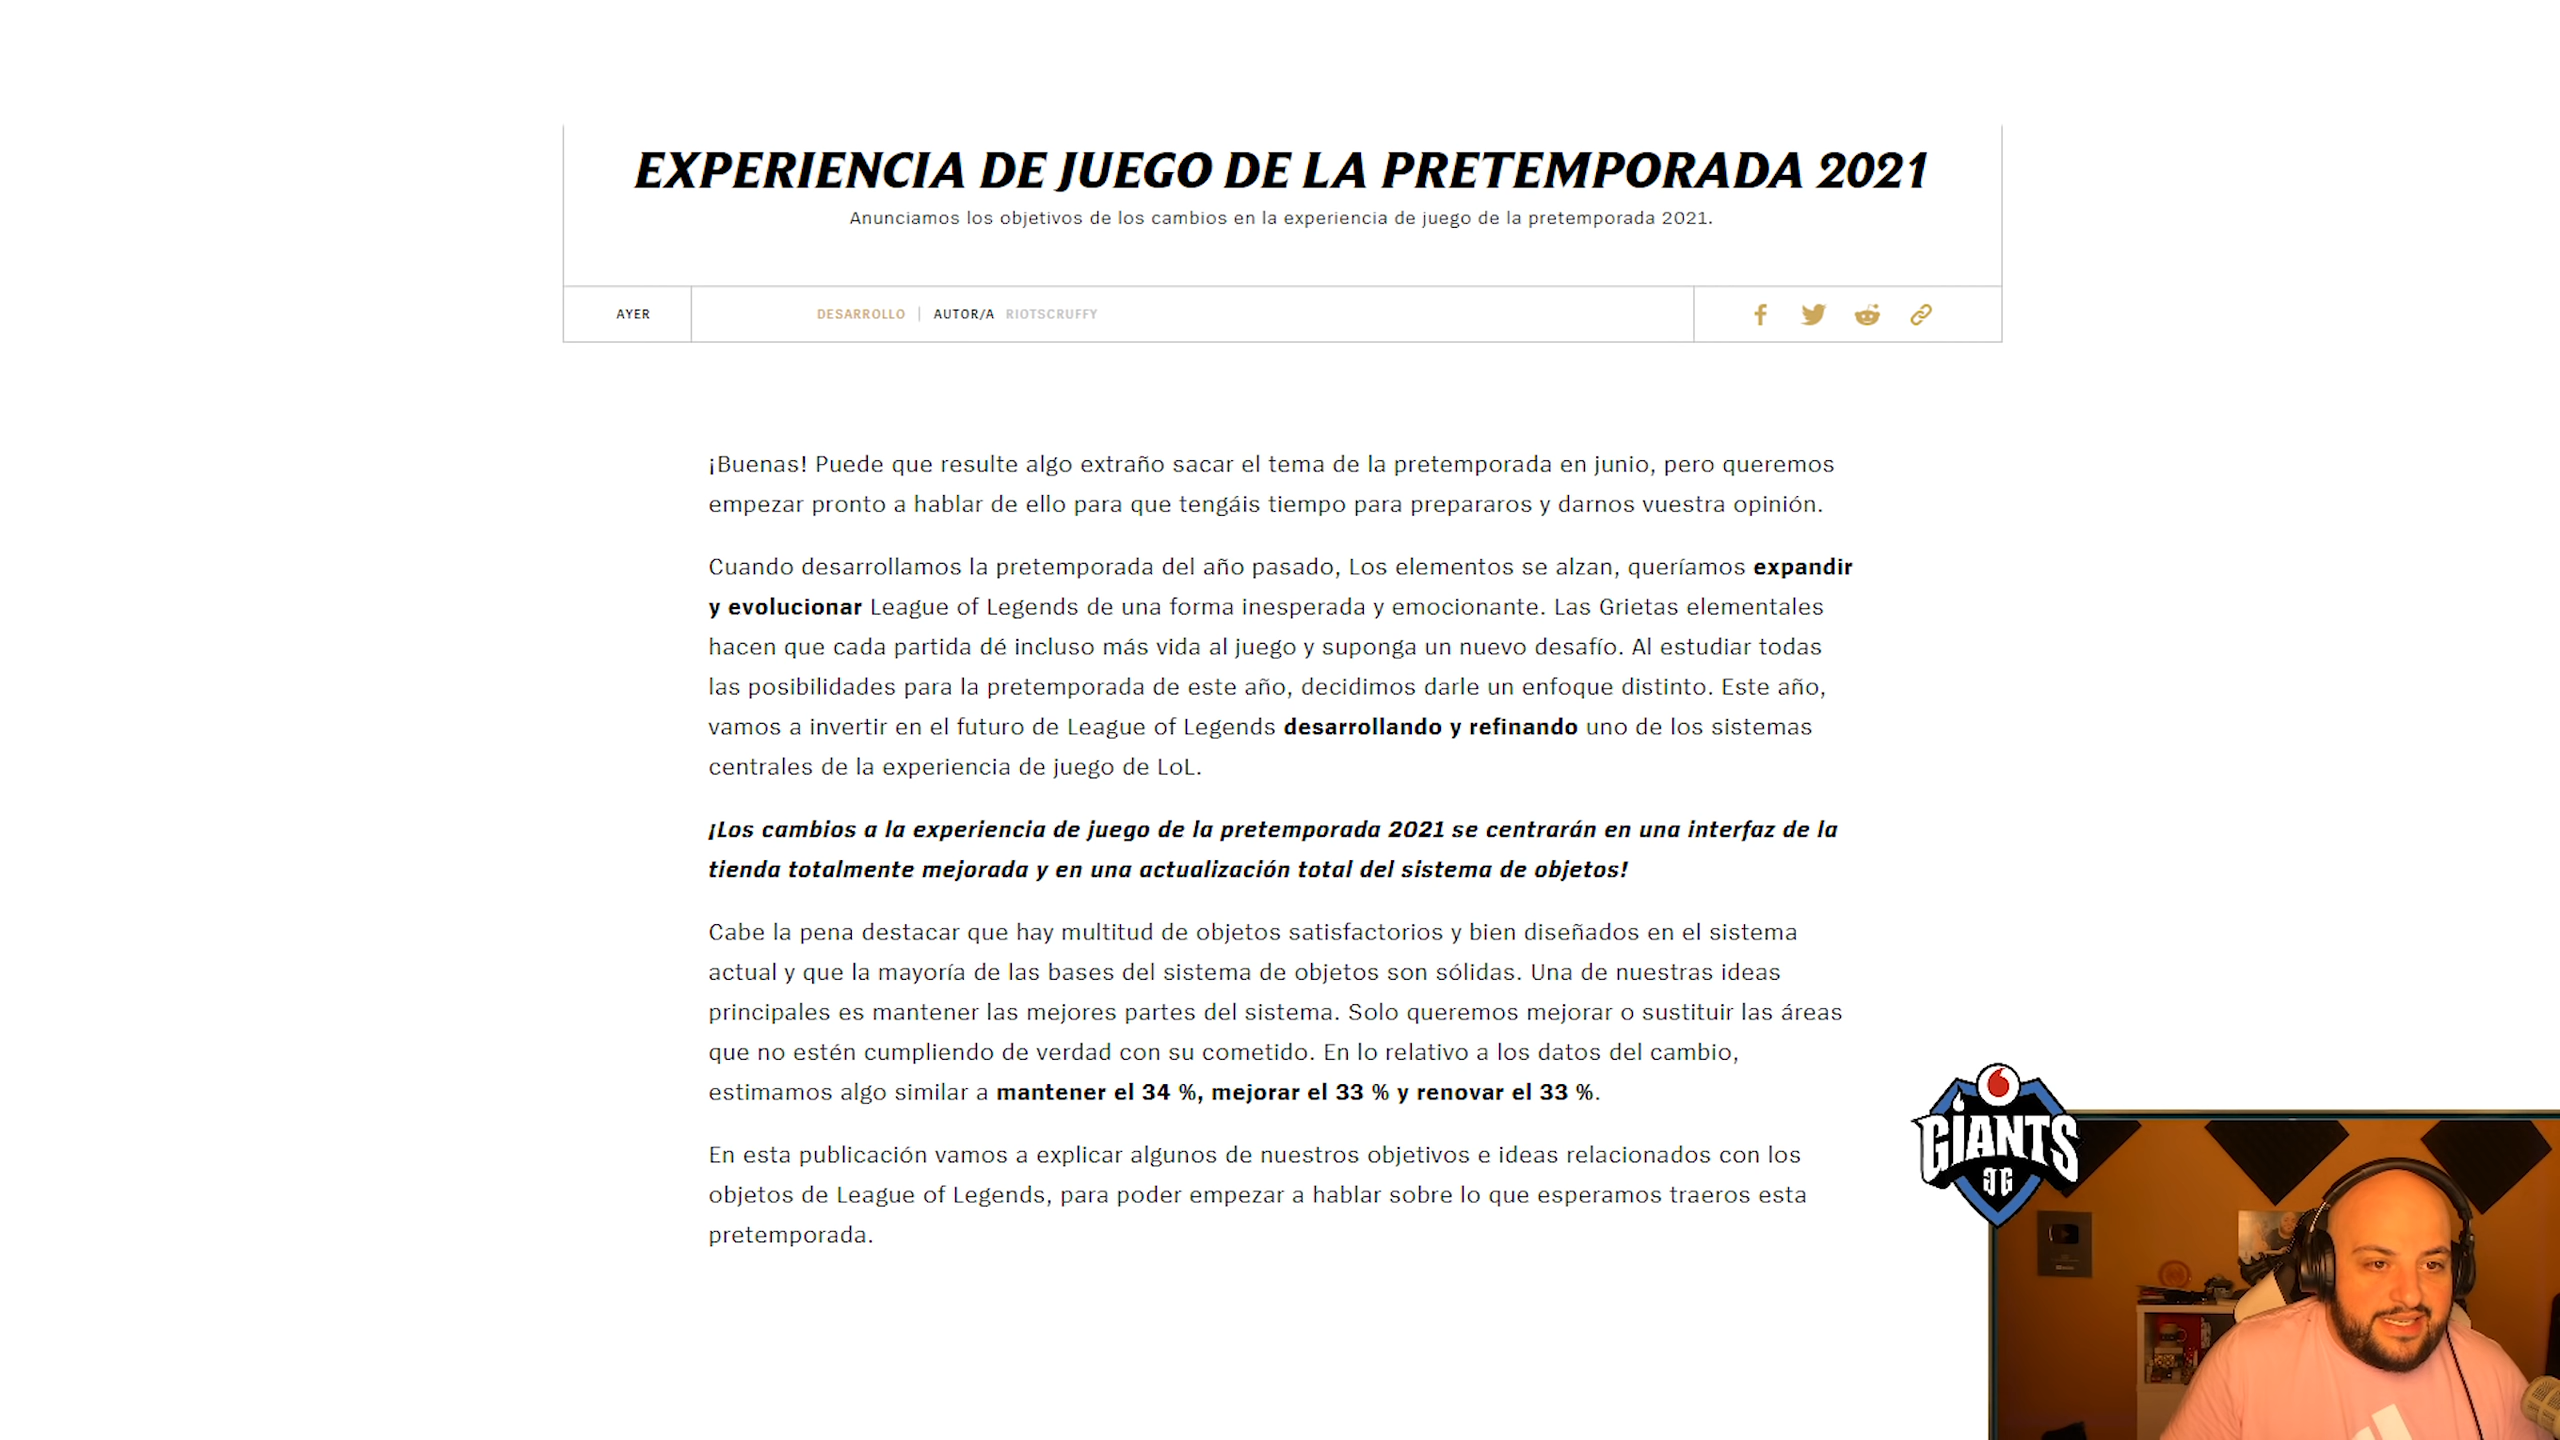 EXPERIENCIA DE JUEGO DE LA PRETEMPORADA 2021
Anunciamos los objetivos de los cambios en la experiencia de juego de la pretemporada 2021.
AYER
DESARROLLO | AUTOR/A RIOTSCRUFFY
¡Buenas! Puede que resulte algo extraño sacar el tema de la pretemporada en junio, pero queremos
empezar pronto a hablar de ello para que tengáis tiempo para prepararos y darnos vuestra opinión.
Cuando desarrollamos la pretemporada del año pasado, Los elementos se alzan, queríamos expandir
y evolucionar League of Legends de una forma inesperada y emocionante. Las Grietas elementales
hacen que cada partida dé incluso más vida al juego y suponga un nuevo desafío. Al estudiar todas
las posibilidades para la pretemporada de este año, decidimos darle un enfoque distinto. Este año,
vamos a invertir en el futuro de League of Legends desarrollando y refinando uno de los sistemas
centrales de la experiencia de juego de LoL.
¡Los cambios a la experiencia de juego de la pretemporada 2021 se centrarán en una interfaz de la
tienda totalmente mejorada y en una actualización total del sistema de objetos!
Cabe la pena destacar que hay multitud de objetos satisfactorios y bien diseñados en el sistema
actual y que la mayoría de las bases del sistema de objetos son sólidas. Una de nuestras ideas
principales es mantener las mejores partes del sistema. Solo queremos mejorar o sustituir las áreas
que no estén cumpliendo de verdad con su cometido. En lo relativo a los datos del cambio,
estimamos algo similar a mantener el 34 %, mejorar el 33 % y renovar el 33 %.
En esta publicación vamos a explicar algunos de nuestros objetivos e ideas relacionados con los
objetos de League of Legends, para poder empezar a hablar sobre lo que esperamos traeros esta
pretemporada.
GIANTS
GG